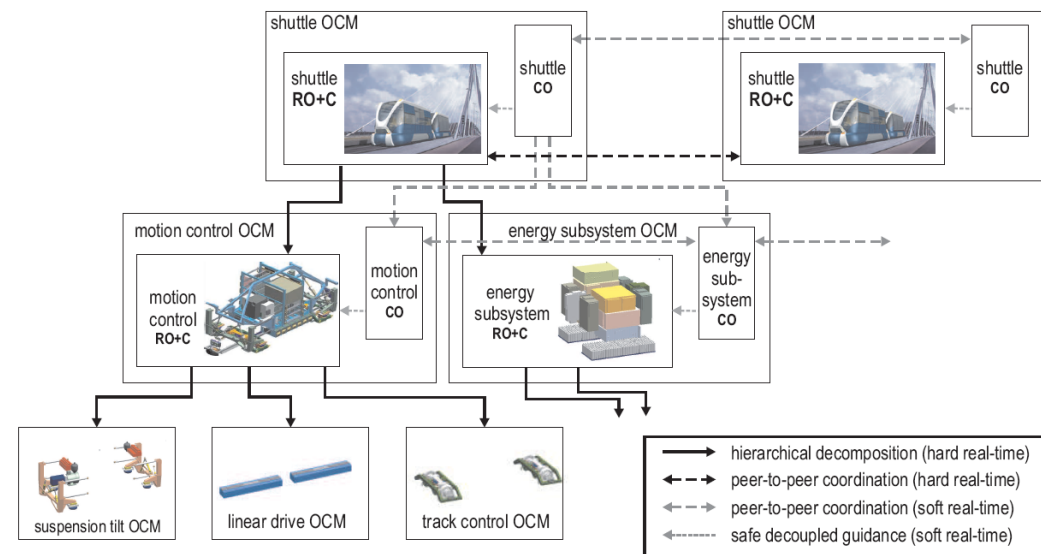 shuttle OCM
shuttle OCM
shuttle
RO+C
shuttle
CO
shuttle
RO+C
shuttle
CO
motion control OCM
motion
control
RO+C
motion
control
CO
energy subsystem OCM
energy
subsystem
RO+C
energy
sub-
system
CO
suspension tilt OCM
linear drive OCM
track control OCM
hierarchical decomposition (hard real-time)
peer-to-peer coordination (hard real-time)
peer-to-peer coordination (soft real-time)
safe decoupled guidance (soft real-time)